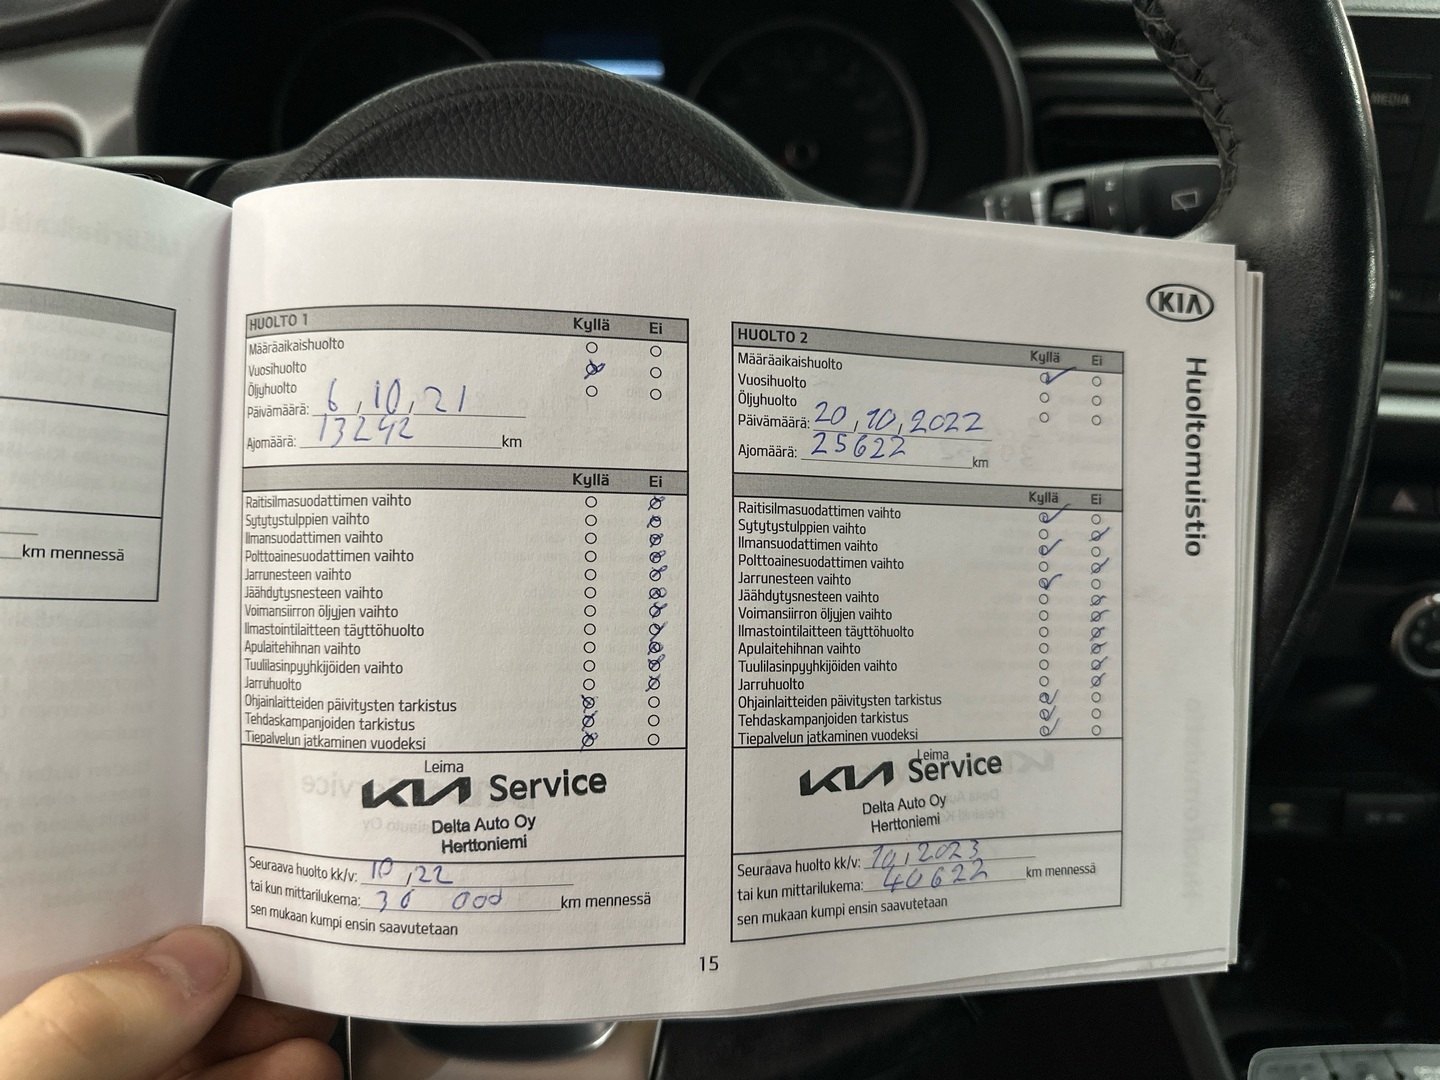 km mennessä
HUOLTO 1 Kyllä Ei
Määräaikaishuolto
Vuosihuolto
Öljyhuolto
Päivämäärä: 6,10,21
Ajomäärä: 13242 km
Kyllä Ei
Raitisilmasuodattimen vaihto
Sytytystulppien vaihto
Ilmansuodattimen vaihto
Polttoainesuodattimen vaihto
Jarrunesteen vaihto
Jäähdytysnesteen vaihto
Voimansiirron öljyjen vaihto
Ilmastointilaitteen täyttöhuolto
Apulaitehihnan vaihto
Tuulilasinpyyhkijöiden vaihto
Jarruhuolto
Ohjainlaitteiden päivitysten tarkistus
Tehdaskampanjoiden tarkistus
Tiepalvelun jatkaminen vuodeksi
Leima
KIA Service
Delta Auto Oy
Herttoniemi
Seuraava huolto kk/v: 10,22
tai kun mittarilukema: 30 000 km mennessä
sen mukaan kumpi ensin saavutetaan
HUOLTO 2 Kyllä Ei
Määräaikaishuolto
Vuosihuolto
Öljyhuolto
Päivämäärä: 20,10,2022
Ajomäärä: 25622 km
Kyllä Ei
Raitisilmasuodattimen vaihto
Sytytystulppien vaihto
Ilmansuodattimen vaihto
Polttoainesuodattimen vaihto
Jarrunesteen vaihto
Jäähdytysnesteen vaihto
Voimansiirron öljyjen vaihto
Ilmastointilaitteen täyttöhuolto
Apulaitehihnan vaihto
Tuulilasinpyyhkijöiden vaihto
Jarruhuolto
Ohjainlaitteiden päivitysten tarkistus
Tehdaskampanjoiden tarkistus
Tiepalvelun jatkaminen vuodeksi
Leima
KIA Service
Delta Auto Oy
Herttoniemi
Seuraava huolto kk/v: 10,2023
tai kun mittarilukema: 40622 km mennessä
sen mukaan kumpi ensin saavutetaan
KIA
Huoltomuistio
15
MEDIA